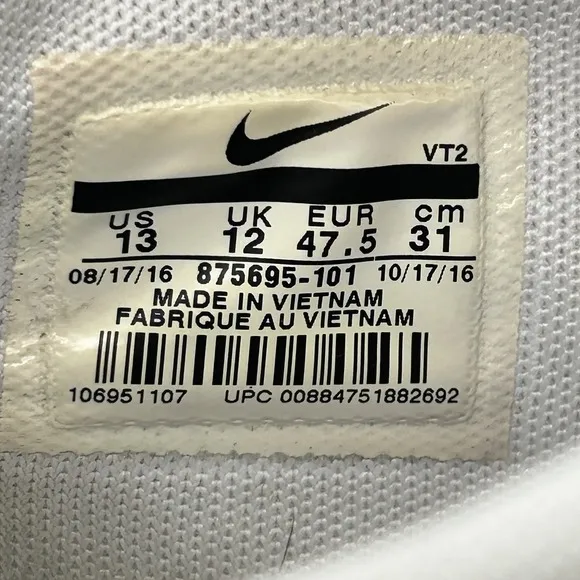 VT2
US UK EUR cm
13 12 47.5 31
08/17/16 875695-101 10/17/16
MADE IN VIETNAM
FABRIQUE AU VIETNAM
106951107 UPC 00884751882692